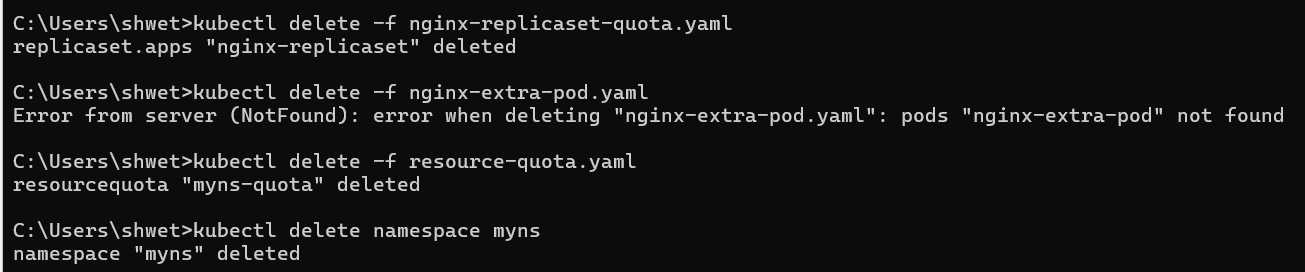 C:\Users\shwet>kubectl delete -f nginx-replicaset-quota.yaml
replicaset.apps "nginx-replicaset" deleted
C:\Users\shwet>kubectl delete -f nginx-extra-pod.yaml
Error from server (NotFound): error when deleting "nginx-extra-pod.yaml": pods "nginx-extra-pod" not found
C:\Users\shwet>kubectl delete -f resource-quota.yaml
resourcequota "myns-quota" deleted
C:\Users\shwet>kubectl delete namespace myns
namespace "myns" deleted